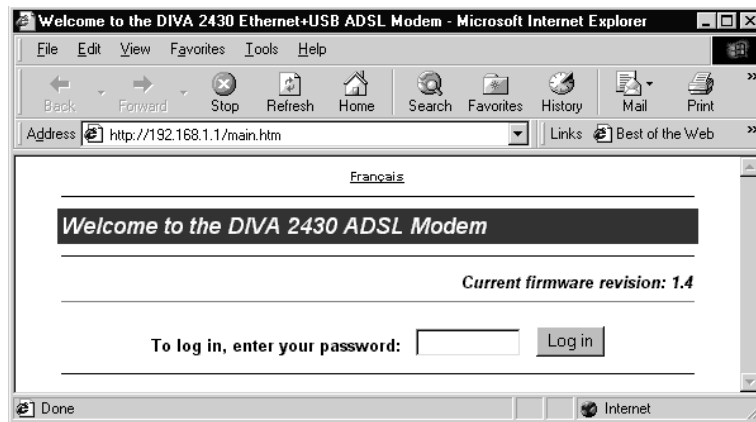 Welcome to the DIVA 2430 Ethernet+USB ADSL Modem - Microsoft Internet Explorer
File Edit View Favorites Tools Help
Back Forward Stop Refresh Home Search Favorites History Mail Print »
Address http://192.168.1.1/main.htm Links Best of the Web »
Français
Welcome to the DIVA 2430 ADSL Modem
Current firmware revision: 1.4
To log in, enter your password: Log in
Done Internet